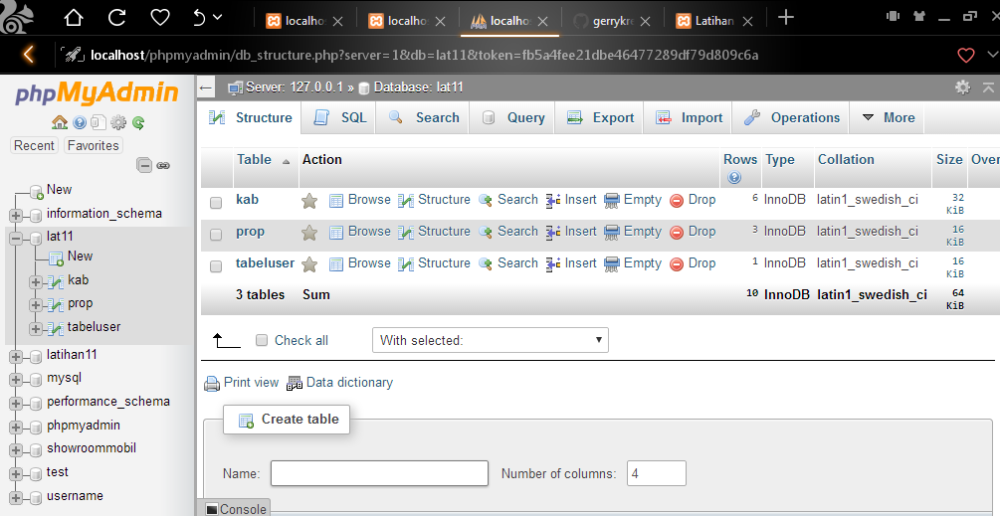 localhos
localhos
localhos
gerrykre
Latihan
localhost/phpmyadmin/db_structure.php?server=1&db=lat11&token=fb5a4fee21dbe46477289df79d809c6a
phpMyAdmin
Recent Favorites
New
information_schema
lat11
New
kab
prop
tabeluser
latihan11
mysql
performance_schema
phpmyadmin
showroommobil
test
username
Server: 127.0.0.1 » Database: lat11
Structure SQL Search Query Export Import Operations More
Table Action Rows Type Collation Size Over
kab Browse Structure Search Insert Empty Drop 6 InnoDB latin1_swedish_ci 32 KiB
prop Browse Structure Search Insert Empty Drop 3 InnoDB latin1_swedish_ci 16 KiB
tabeluser Browse Structure Search Insert Empty Drop 1 InnoDB latin1_swedish_ci 16 KiB
3 tables Sum 10 InnoDB latin1_swedish_ci 64 KiB
Check all With selected:
Print view Data dictionary
Create table
Name: Number of columns: 4
Console